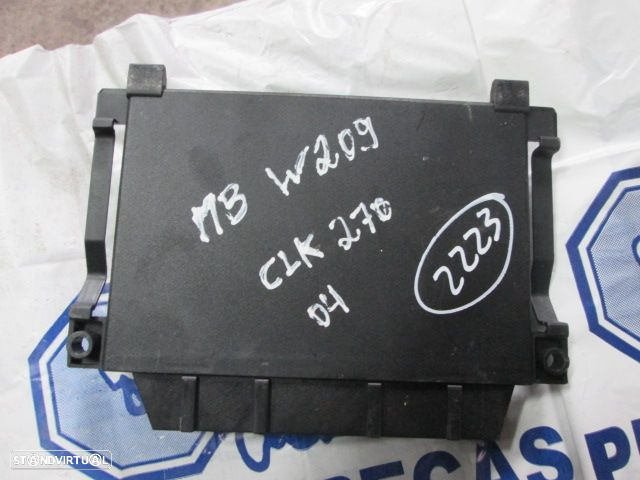 MB W209
CLK 270
04
2223
PEÇAS
STANDVIRTUAL